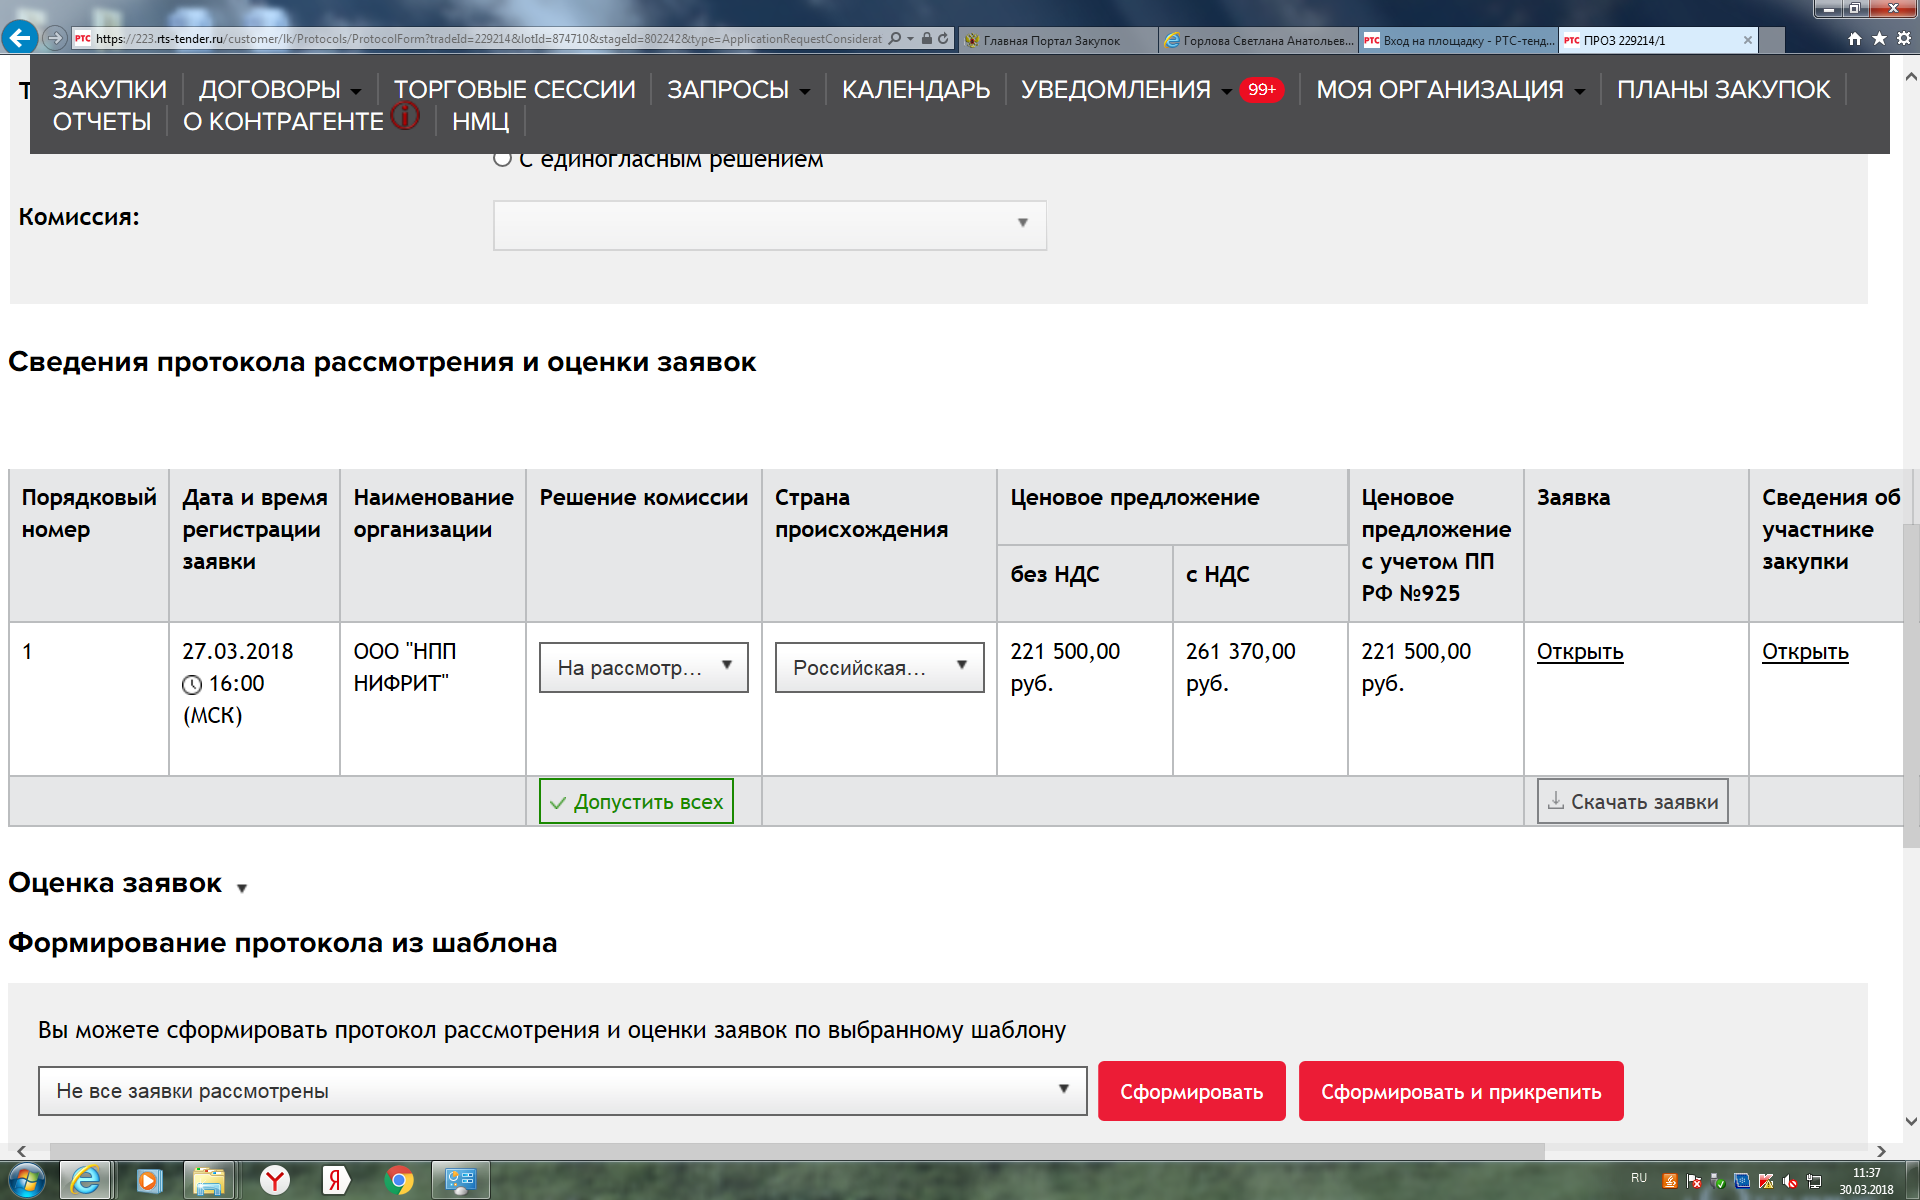 https://223.rts-tender.ru/customer/lk/Protocols/ProtocolForm?tradeId=229214&lotId=874710&stageId=802242&type=ApplicationRequestConsiderat
Главная Портал Закупок
Горлова Светлана Анатольев...
РТС Вход на площадку - РТС-тенд...
РТС ПРОЗ 229214/1
ЗАКУПКИ ДОГОВОРЫ ТОРГОВЫЕ СЕССИИ ЗАПРОСЫ КАЛЕНДАРЬ УВЕДОМЛЕНИЯ 99+ МОЯ ОРГАНИЗАЦИЯ ПЛАНЫ ЗАКУПОК
ОТЧЕТЫ О КОНТРАГЕНТЕ НМЦ
С единогласным решением
Комиссия:
Сведения протокола рассмотрения и оценки заявок
Порядковый
номер
Дата и время
регистрации
заявки
Наименование
организации
Решение комиссии
Страна
происхождения
Ценовое предложение
без НДС
с НДС
Ценовое
предложение
с учетом ПП
РФ №925
Заявка
Сведения об
участнике
закупки
1
27.03.2018
16:00
(МСК)
ООО "НПП
НИФРИТ"
На рассмотр...
Российская...
221 500,00
руб.
261 370,00
руб.
221 500,00
руб.
Открыть
Открыть
Допустить всех
Скачать заявки
Оценка заявок
Формирование протокола из шаблона
Вы можете сформировать протокол рассмотрения и оценки заявок по выбранному шаблону
Не все заявки рассмотрены
Сформировать
Сформировать и прикрепить
RU
11:37
30.03.2018